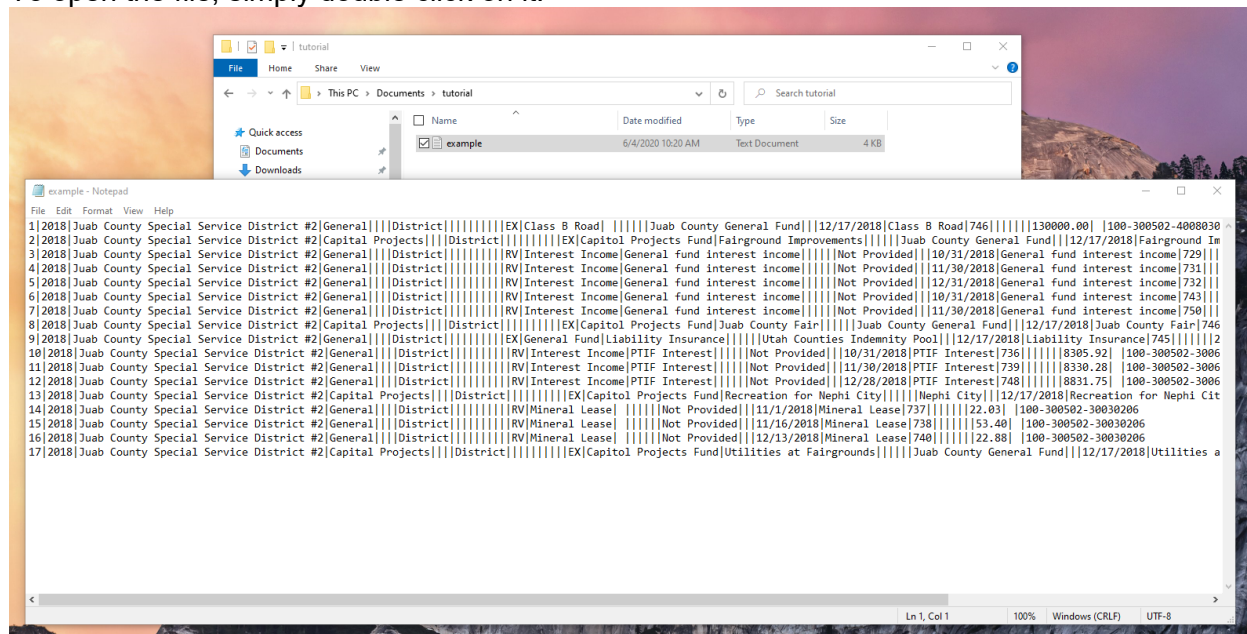 tutorial
File Home Share View
This PC > Documents > tutorial
Search tutorial
Name Date modified Type Size
Quick access
example 6/4/2020 10:20 AM Text Document 4 KB
Documents
Downloads
example - Notepad
File Edit Format View Help
1|2018|Juab County Special Service District #2|General||||District||||||||||EX|Class B Road| ||||||Juab County General Fund|||12/17/2018|Class B Road|746|||||||130000.00| |100-300502-4008030
2|2018|Juab County Special Service District #2|Capital Projects||||District||||||||||EX|Capitol Projects Fund|Fairground Improvements||||||Juab County General Fund|||12/17/2018|Fairground Im
3|2018|Juab County Special Service District #2|General||||District||||||||||RV|Interest Income|General fund interest income||||||Not Provided|||10/31/2018|General fund interest income|729|||
4|2018|Juab County Special Service District #2|General||||District||||||||||RV|Interest Income|General fund interest income||||||Not Provided|||11/30/2018|General fund interest income|731|||
5|2018|Juab County Special Service District #2|General||||District||||||||||RV|Interest Income|General fund interest income||||||Not Provided|||12/31/2018|General fund interest income|732|||
6|2018|Juab County Special Service District #2|General||||District||||||||||RV|Interest Income|General fund interest income||||||Not Provided|||10/31/2018|General fund interest income|743|||
7|2018|Juab County Special Service District #2|General||||District||||||||||RV|Interest Income|General fund interest income||||||Not Provided|||11/30/2018|General fund interest income|750|||
8|2018|Juab County Special Service District #2|Capital Projects||||District||||||||||EX|Capitol Projects Fund|Juab County Fair||||||Juab County General Fund|||12/17/2018|Juab County Fair|746
9|2018|Juab County Special Service District #2|General||||District||||||||||EX|General Fund|Liability Insurance||||||Utah Counties Indemnity Pool|||12/17/2018|Liability Insurance|745|||||||2
10|2018|Juab County Special Service District #2|General||||District||||||||||RV|Interest Income|PTIF Interest||||||Not Provided|||10/31/2018|PTIF Interest|736|||||||8305.92| |100-300502-3006
11|2018|Juab County Special Service District #2|General||||District||||||||||RV|Interest Income|PTIF Interest||||||Not Provided|||11/30/2018|PTIF Interest|739|||||||8330.28| |100-300502-3006
12|2018|Juab County Special Service District #2|General||||District||||||||||RV|Interest Income|PTIF Interest||||||Not Provided|||12/28/2018|PTIF Interest|748|||||||8831.75| |100-300502-3006
13|2018|Juab County Special Service District #2|Capital Projects||||District||||||||||EX|Capitol Projects Fund|Recreation for Nephi City||||||Nephi City|||12/17/2018|Recreation for Nephi Cit
14|2018|Juab County Special Service District #2|General||||District||||||||||RV|Mineral Lease| ||||||Not Provided|||11/1/2018|Mineral Lease|737|||||||22.03| |100-300502-30030206
15|2018|Juab County Special Service District #2|General||||District||||||||||RV|Mineral Lease| ||||||Not Provided|||11/16/2018|Mineral Lease|738|||||||53.40| |100-300502-30030206
16|2018|Juab County Special Service District #2|General||||District||||||||||RV|Mineral Lease| ||||||Not Provided|||12/13/2018|Mineral Lease|740|||||||22.88| |100-300502-30030206
17|2018|Juab County Special Service District #2|Capital Projects||||District||||||||||EX|Capitol Projects Fund|Utilities at Fairgrounds||||||Juab County General Fund|||12/17/2018|Utilities a
Ln 1, Col 1 100% Windows (CRLF) UTF-8